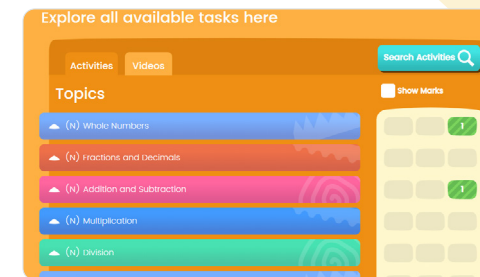 Explore all available tasks here
Activities Videos
Search Activities
Topics
Show Marks
(N) Whole Numbers
1
(N) Fractions and Decimals
(N) Addition and Subtraction
1
(N) Multiplication
(N) Division